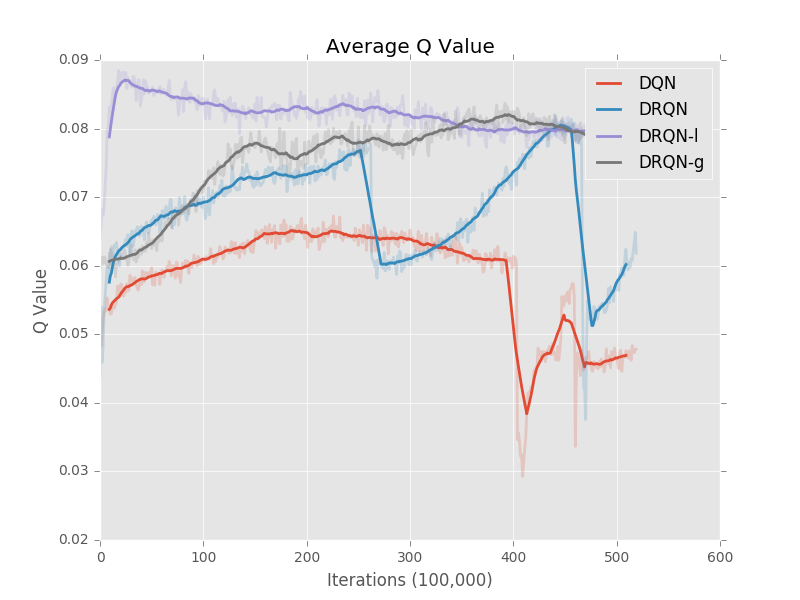 Average Q Value
0.09
0.08
0.07
0.06
0.05
0.04
0.03
0.02
Q Value
DQN
DRQN
DRQN-l
DRQN-g
0 100 200 300 400 500 600
Iterations (100,000)